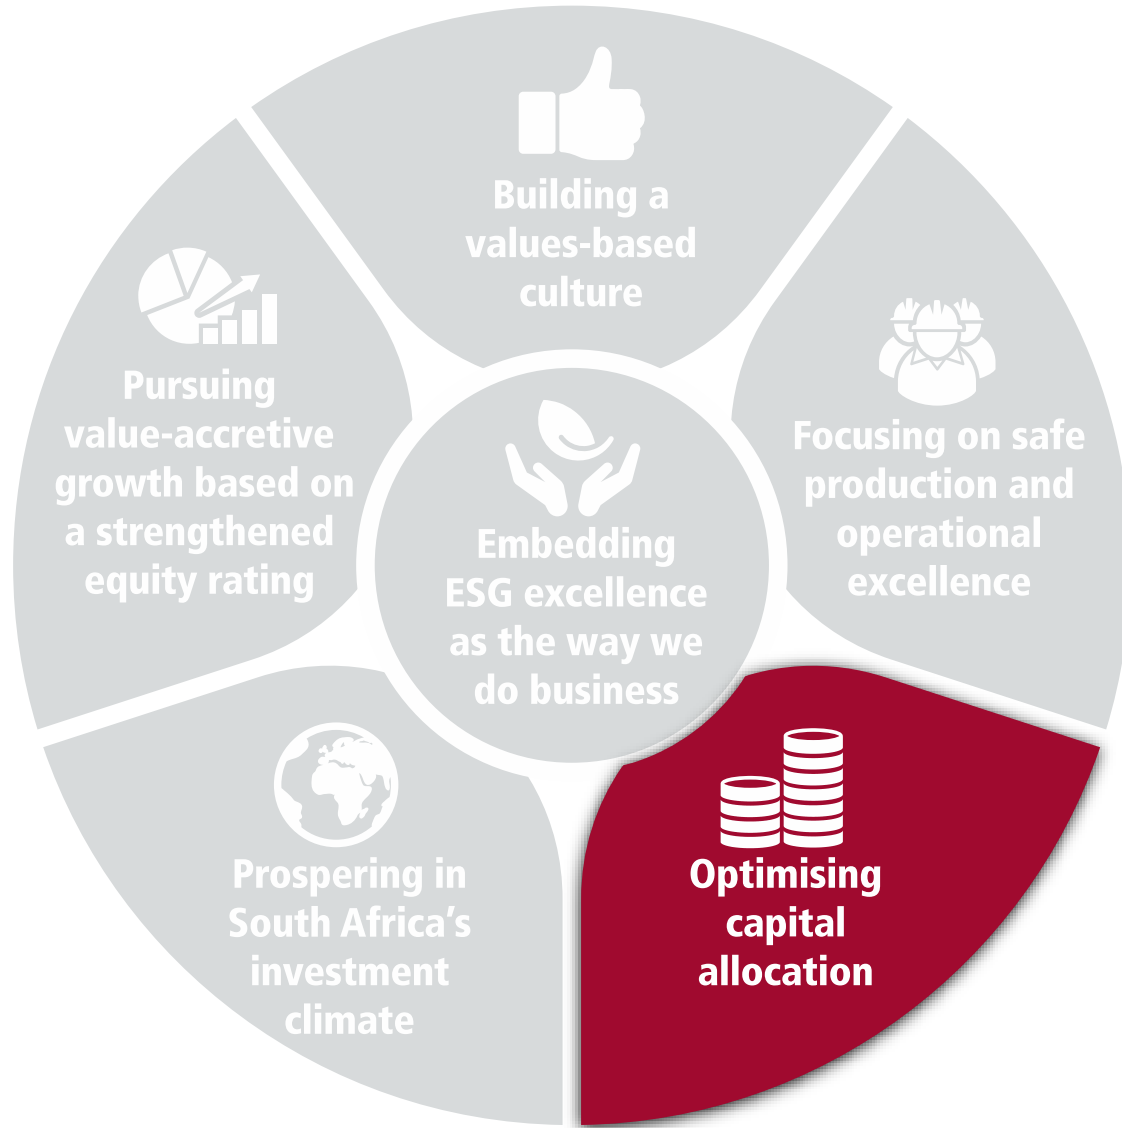 Building a
values-based
culture
Focusing on safe
production and
operational
excellence
Optimising
capital
allocation
Prospering in
South Africa’s
investment
climate
Pursuing
value-accretive
growth based on
a strengthened
equity rating
Embedding
ESG excellence
as the way we
do business